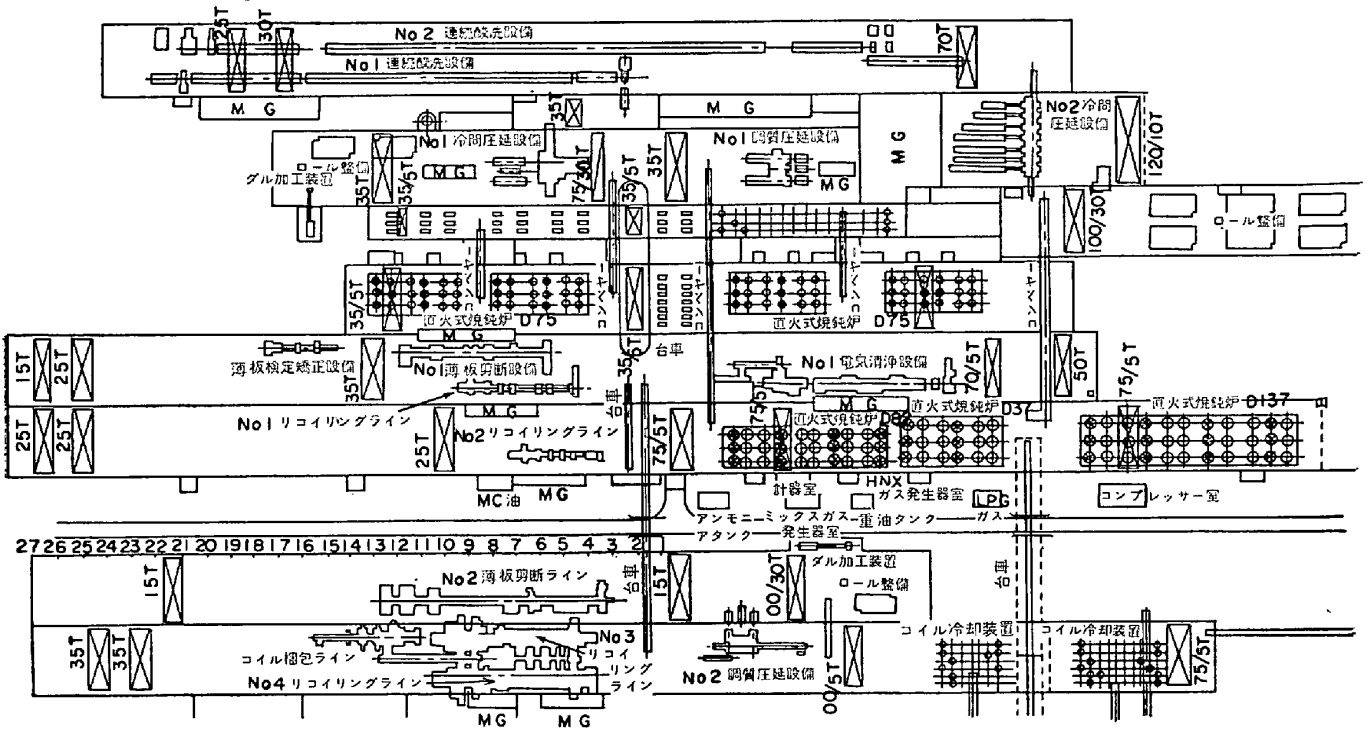 25T
30T
No2 連続酸洗設備
70T
No1 連続酸洗設備
M G
M G
35T
No1 冷間圧延設備
No1 調質圧延設備
M G
No2 冷間
圧延設備
120/10T
ロール整備
ダル加工装置
35T
35/5T
M G
75/30T
35/5T
35T
M G
100/30T
ロール整備
コンベヤー
コンベヤー
コンベヤー
コンベヤー
35/5T
直火式焼鈍炉 D75
直火式焼鈍炉 D75
M G
台車
15T
25T
薄板検定矯正設備
35T
No1 薄板剪断設備
35/5T
No1 電気清浄設備
70/5T
50T
75/5T
No1 リコイリングライン
台車
M G
75/5T
M G
直火式焼鈍炉 D37
直火式焼鈍炉 D137
25T
25T
25T
M G
No2 リコイリングライン
75/5T
直火式焼鈍炉
MC油
M G
計器室
HNX
ガス発生器室
LPG
コンプレッサー室
アンモニ
アタンク
ミックスガス
発生器室
重油タンク
ガス
27 26 25 24 23 22 21 20 19 18 17 16 15 14 13 12 11 10 9 8 7 6 5 4 3 2
15T
No2 薄板剪断ライン
台車
15T
00/30T
ダル加工装置
ロール整備
台車
35T
35T
コイル梱包ライン
No3
リコイ
リング
ライン
No4 リコイリングライン
No2 調質圧延設備
00/5T
コイル冷却装置
コイル冷却装置
75/5T
M G
M G